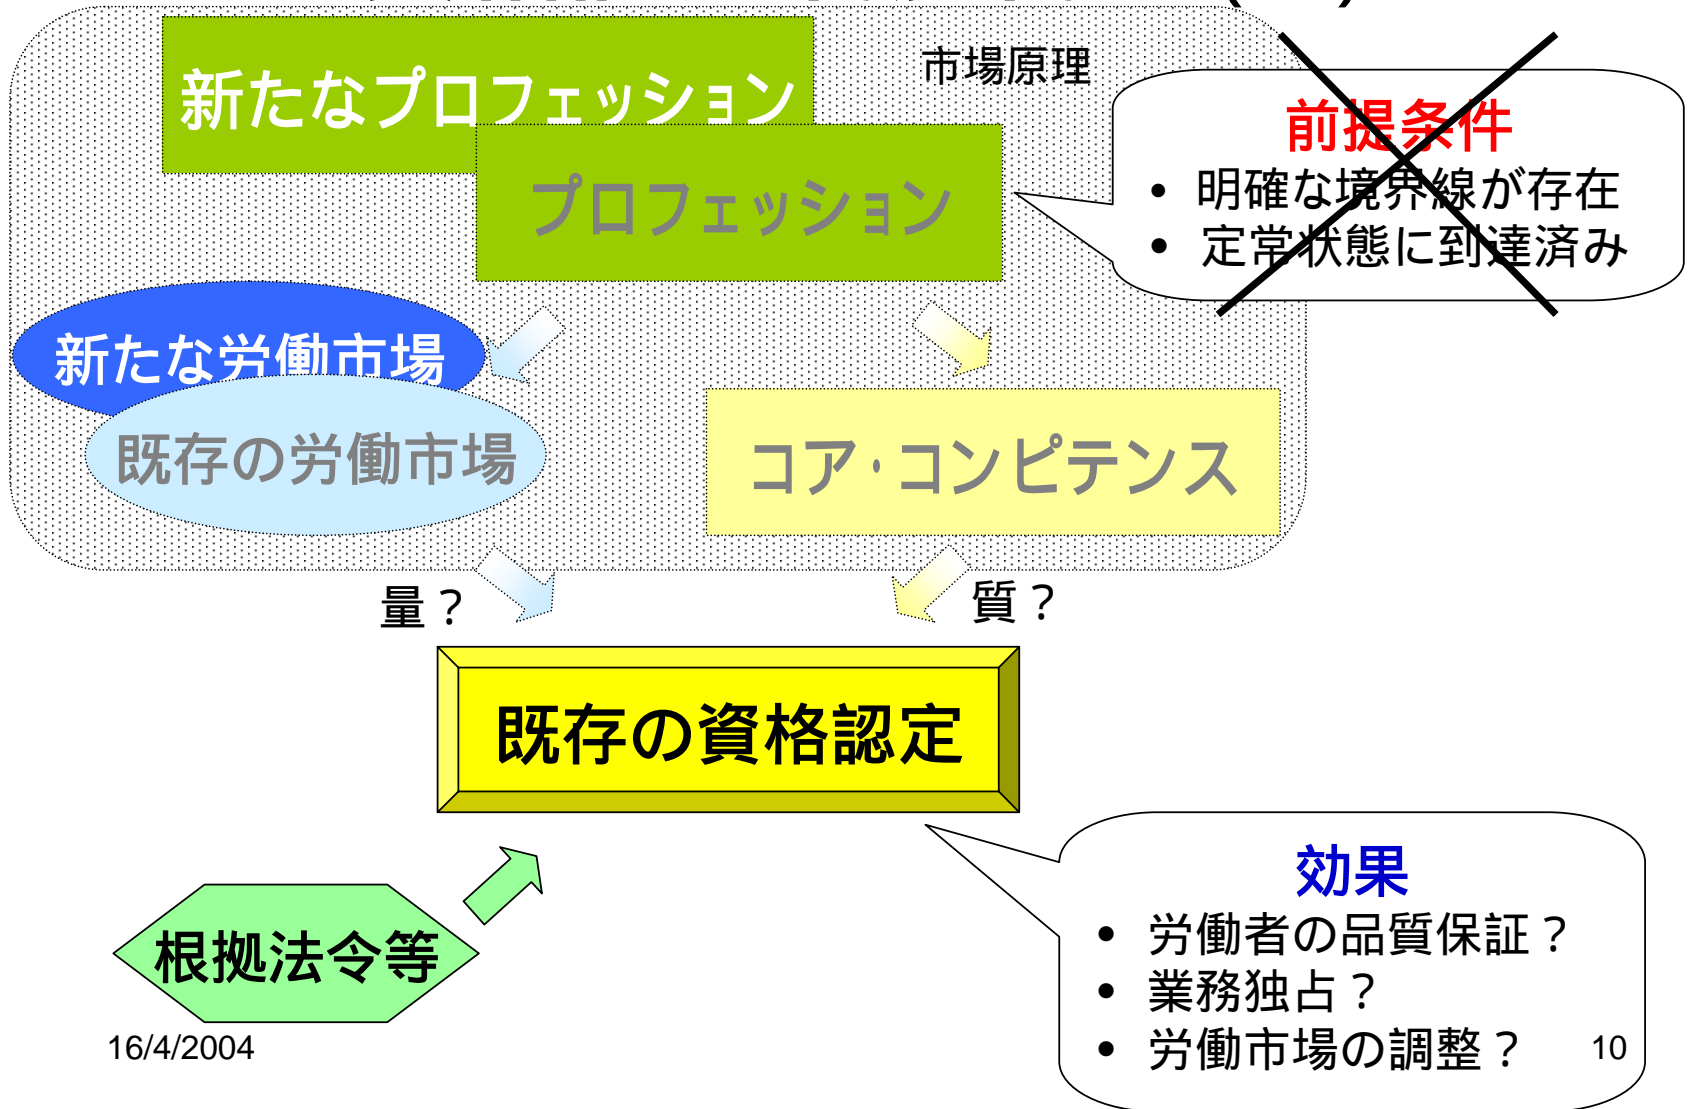 市場原理
新たなプロフェッション
プロフェッション
前提条件
• 明確な境界線が存在
• 定常状態に到達済み
新たな労働市場
既存の労働市場
コア・コンピテンス
量？
質？
既存の資格認定
根拠法令等
効果
• 労働者の品質保証？
• 業務独占？
• 労働市場の調整？
16/4/2004
10